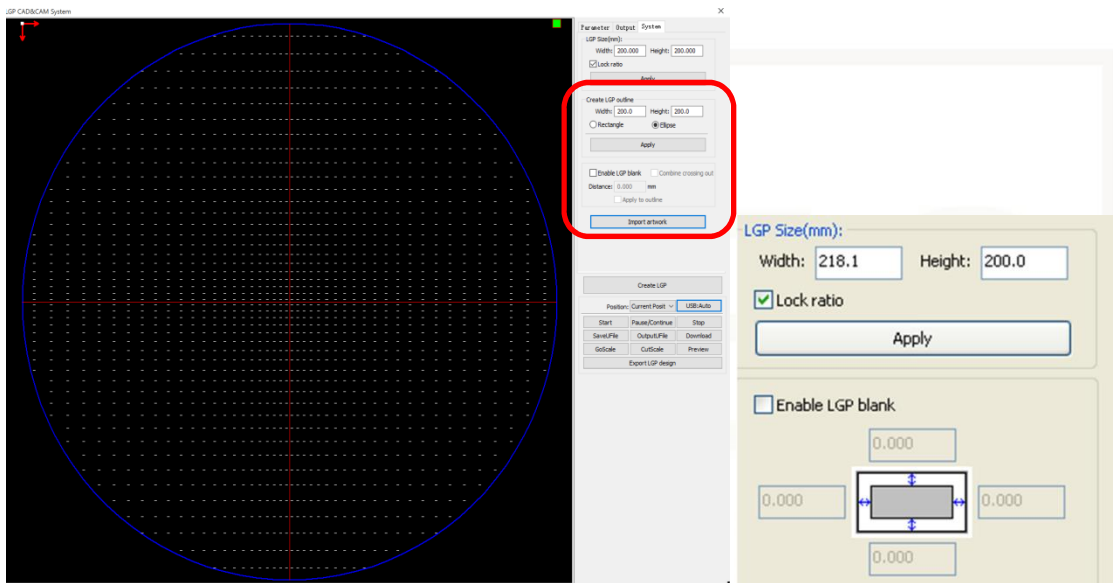 LGP CAD&CAM System
Parameter Output System
LGP Size(mm):
Width: 200.000 Height: 200.000
Lock ratio
Apply
Create LGP outline
Width: 200.0 Height: 200.0
Rectangle Ellipse
Apply
Enable LGP blank Combine crossing out
Distance: 0.000 mm
Apply to outline
Import artwork
Create LGP
Position: Current Posit USB:Auto
Start Pause/Continue Stop
SaveUFile OutputUFile Download
GoScale CutScale Preview
Export LGP design
LGP Size(mm):
Width: 218.1 Height: 200.0
Lock ratio
Apply
Enable LGP blank
0.000
0.000 0.000
0.000